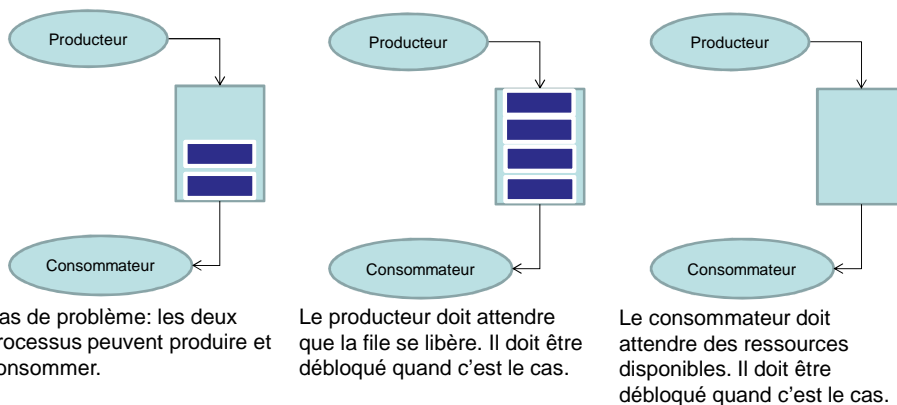 Producteur
Producteur
Producteur
Consommateur
Consommateur
Consommateur
as de problème: les deux
rocessus peuvent produire et
onsommer.
Le producteur doit attendre
que la file se libère. Il doit être
débloqué quand c’est le cas.
Le consommateur doit
attendre des ressources
disponibles. Il doit être
débloqué quand c’est le cas.